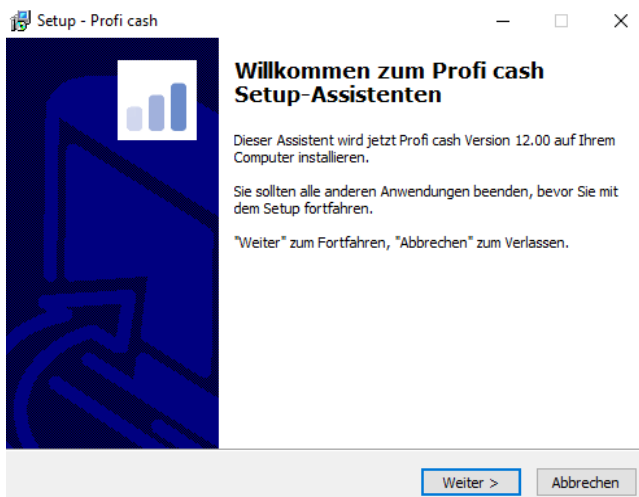 Setup - Profi cash
Willkommen zum Profi cash
Setup-Assistenten
Dieser Assistent wird jetzt Profi cash Version 12.00 auf Ihrem
Computer installieren.
Sie sollten alle anderen Anwendungen beenden, bevor Sie mit
dem Setup fortfahren.
"Weiter" zum Fortfahren, "Abbrechen" zum Verlassen.
Weiter >
Abbrechen